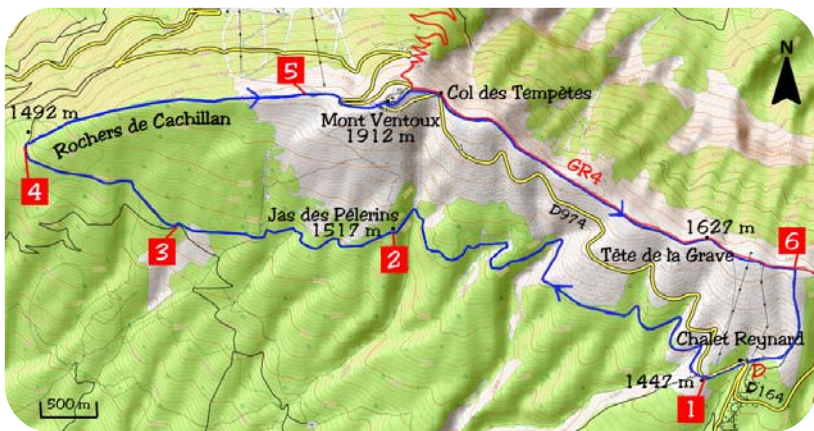 N
5
1492 m
Col des Tempêtes
Mont Ventoux
1912 m
Rochers de Cachillan
4
GR4
Jas des Pélerins
1517 m
D974
1627 m
6
3
2
Tête de la Grave
Chalet Reynard
D
1447 m
D164
1
500 m